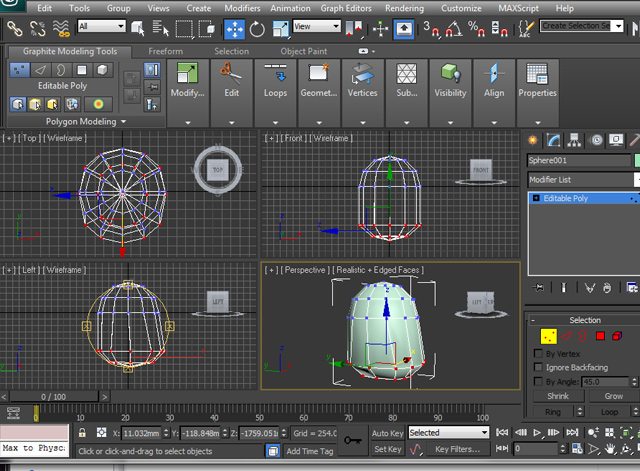 Edit Tools Group Views Create Modifiers Animation Graph Editors Rendering Customize MAXScript Help
All View Create Selection Se
Graphite Modeling Tools Freeform Selection Object Paint
Editable Poly
Modify... Edit Loops Geomet... Vertices Sub... Visibility Align Properties
Polygon Modeling
[ + ] [ Top ] [ Wireframe ] [ + ] [ Front ] [ Wireframe ]
TOP FRONT
Sphere001
Modifier List
Editable Poly
[ + ] [ Left ] [ Wireframe ] [ + ] [ Perspective ] [ Realistic + Edged Faces ]
LEFT LEFT
Selection
By Vertex
Ignore Backfacing
By Angle: 45.0
Shrink Grow
Ring Loop
0 / 100
0 10 20 30 40 50 60 70 80 90 100
X: 11.032mm Y: -118.848m Z: -1759.051 Grid = 254.0 Auto Key Selected
Set Key Key Filters... 0
Max to Physc Click or click-and-drag to select objects Add Time Tag